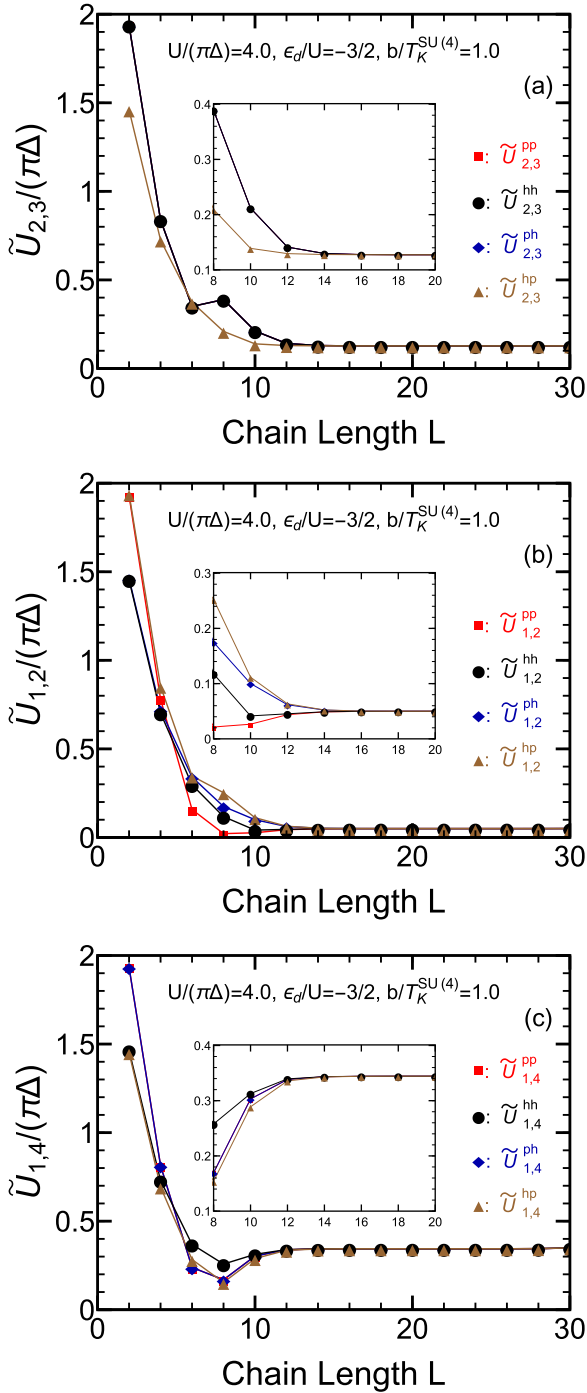 U/(πΔ)=4.0, ϵ_d/U=−3/2, b/T_K^{SU(4)}=1.0
(a)
Ũ_{2,3}/(πΔ)
2
1.5
1
0.5
0
0.4
0.3
0.2
0.1
8 10 12 14 16 18 20
■: Ũ^{pp}_{2,3}
●: Ũ^{hh}_{2,3}
◆: Ũ^{ph}_{2,3}
▲: Ũ^{hp}_{2,3}
0 10 20 30
Chain Length L
U/(πΔ)=4.0, ϵ_d/U=−3/2, b/T_K^{SU(4)}=1.0
(b)
Ũ_{1,2}/(πΔ)
2
1.5
1
0.5
0
0.3
0.2
0.1
0
8 10 12 14 16 18 20
■: Ũ^{pp}_{1,2}
●: Ũ^{hh}_{1,2}
◆: Ũ^{ph}_{1,2}
▲: Ũ^{hp}_{1,2}
0 10 20 30
Chain Length L
U/(πΔ)=4.0, ϵ_d/U=−3/2, b/T_K^{SU(4)}=1.0
(c)
Ũ_{1,4}/(πΔ)
2
1.5
1
0.5
0
0.4
0.3
0.2
0.1
8 10 12 14 16 18 20
■: Ũ^{pp}_{1,4}
●: Ũ^{hh}_{1,4}
◆: Ũ^{ph}_{1,4}
▲: Ũ^{hp}_{1,4}
0 10 20 30
Chain Length L